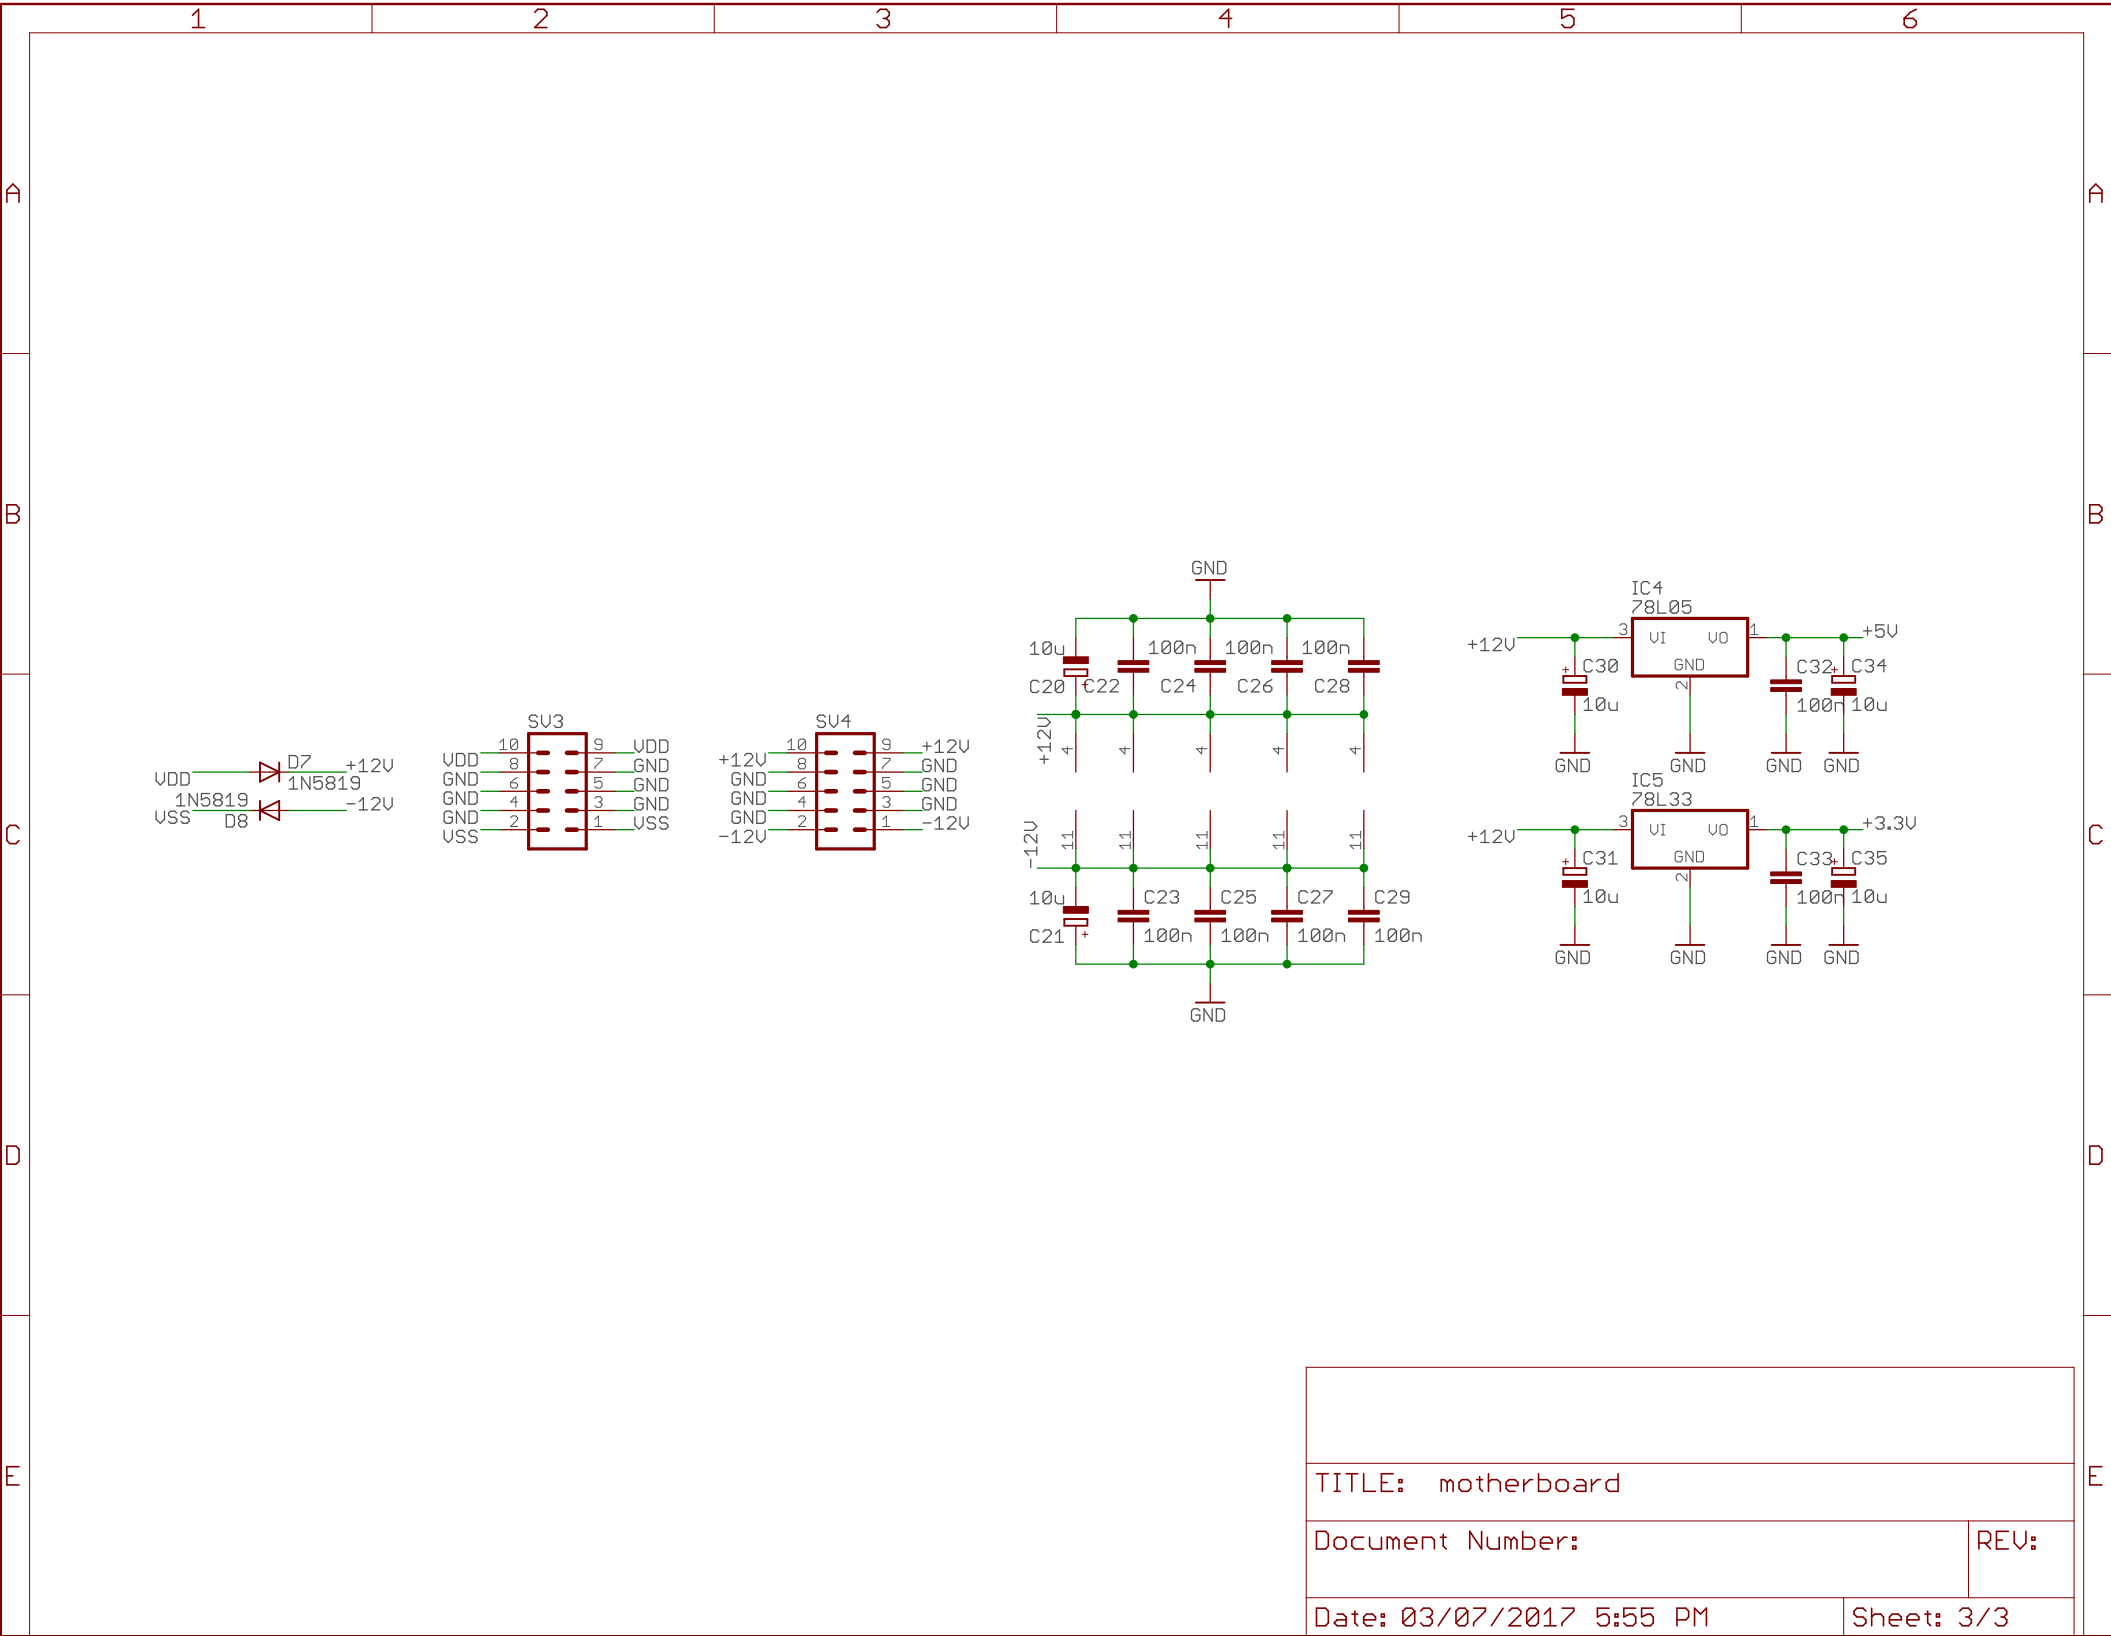 1 2 3 4 5 6
A A
B B
C C
D D
E E
VDD D7 +12V
1N5819
1N5819
VSS D8 -12V
SV3
VDD 10 9 VDD
GND 8 7 GND
GND 6 5 GND
GND 4 3 GND
VSS 2 1 VSS
SV4
+12V 10 9 +12V
GND 8 7 GND
GND 6 5 GND
GND 4 3 GND
-12V 2 1 -12V
GND
10u 100n 100n 100n
C20 + C22 C24 C26 C28
+12V 4 4 4 4 4
-12V 11 11 11 11 11
10u C23 C25 C27 C29
C21 + 100n 100n 100n 100n
GND
IC4
78L05
+12V 3 VI VO 1 +5V
GND
2
+ C30 C32 + C34
10u 100n 10u
GND GND GND GND
IC5
78L33
+12V 3 VI VO 1 +3.3V
GND
2
+ C31 C33 + C35
10u 100n 10u
GND GND GND GND
TITLE: motherboard
Document Number: REV:
Date: 03/07/2017 5:55 PM Sheet: 3/3